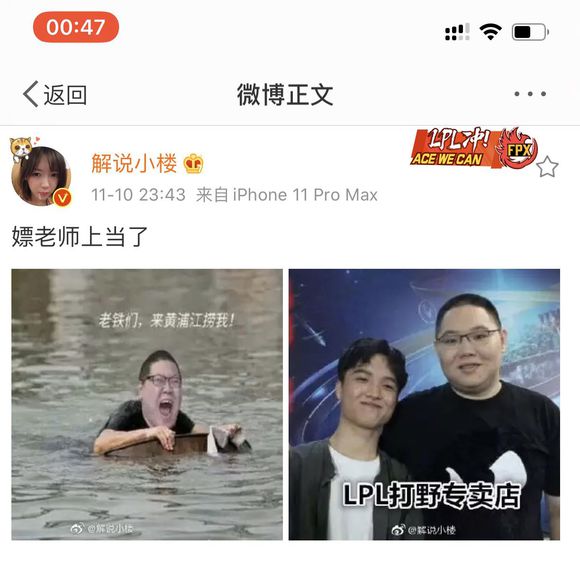 00:47
返回
微博正文
解说小楼
LPL冲!
ACE WE CAN
FPX
11-10 23:43 来自 iPhone 11 Pro Max
嫖老师上当了
老铁们，来黄浦江捞我！
@解说小楼
LPL打野专卖店
@解说小楼